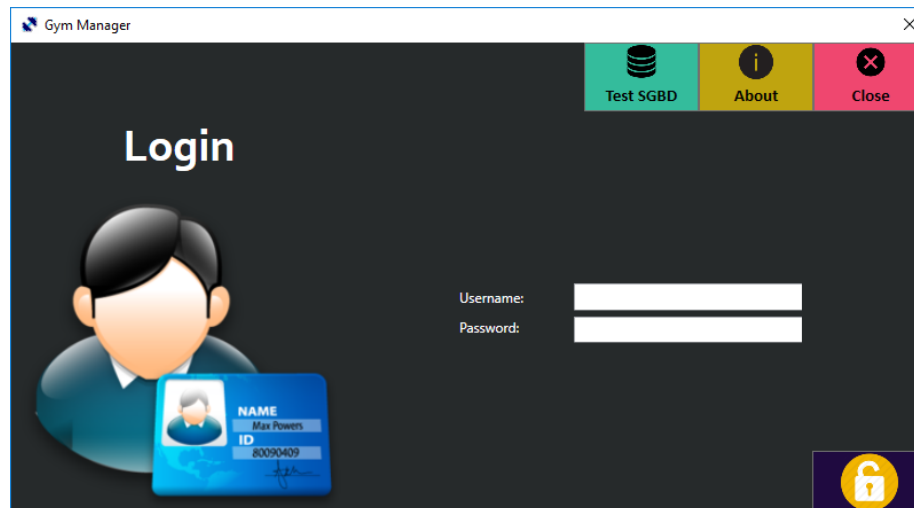 Gym Manager
Test SGBD
About
Close
Login
Username:
Password:
NAME
Max Powers
ID
80090409